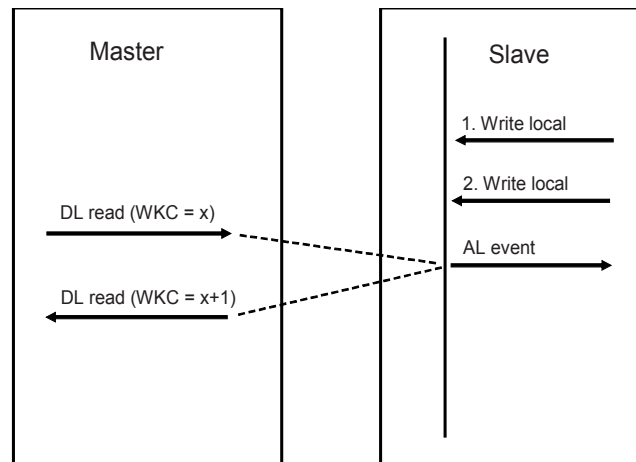 Master
Slave
1. Write local
2. Write local
DL read (WKC = x)
AL event
DL read (WKC = x+1)